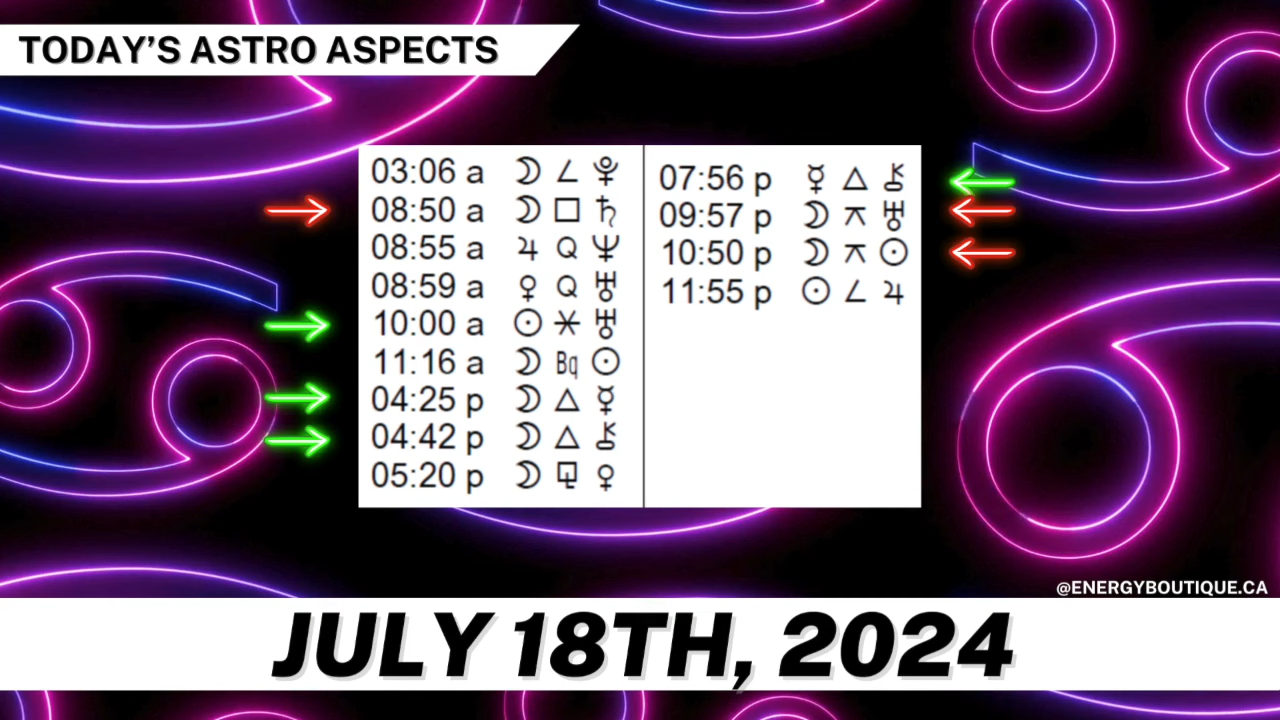 TODAY'S ASTRO ASPECTS
03:06 a ☽ ∠ ♇
08:50 a ☽ □ ♄
08:55 a ♃ Q ♆
08:59 a ♀ Q ♅
10:00 a ☉ ⚹ ♅
11:16 a ☽ Bq ☉
04:25 p ☽ △ ☿
04:42 p ☽ △ ⚷
05:20 p ☽ ⚼ ♀
07:56 p ☿ △ ⚷
09:57 p ☽ ⚻ ♅
10:50 p ☽ ⚻ ☉
11:55 p ☉ ∠ ♃
@ENERGYBOUTIQUE.CA
JULY 18TH, 2024